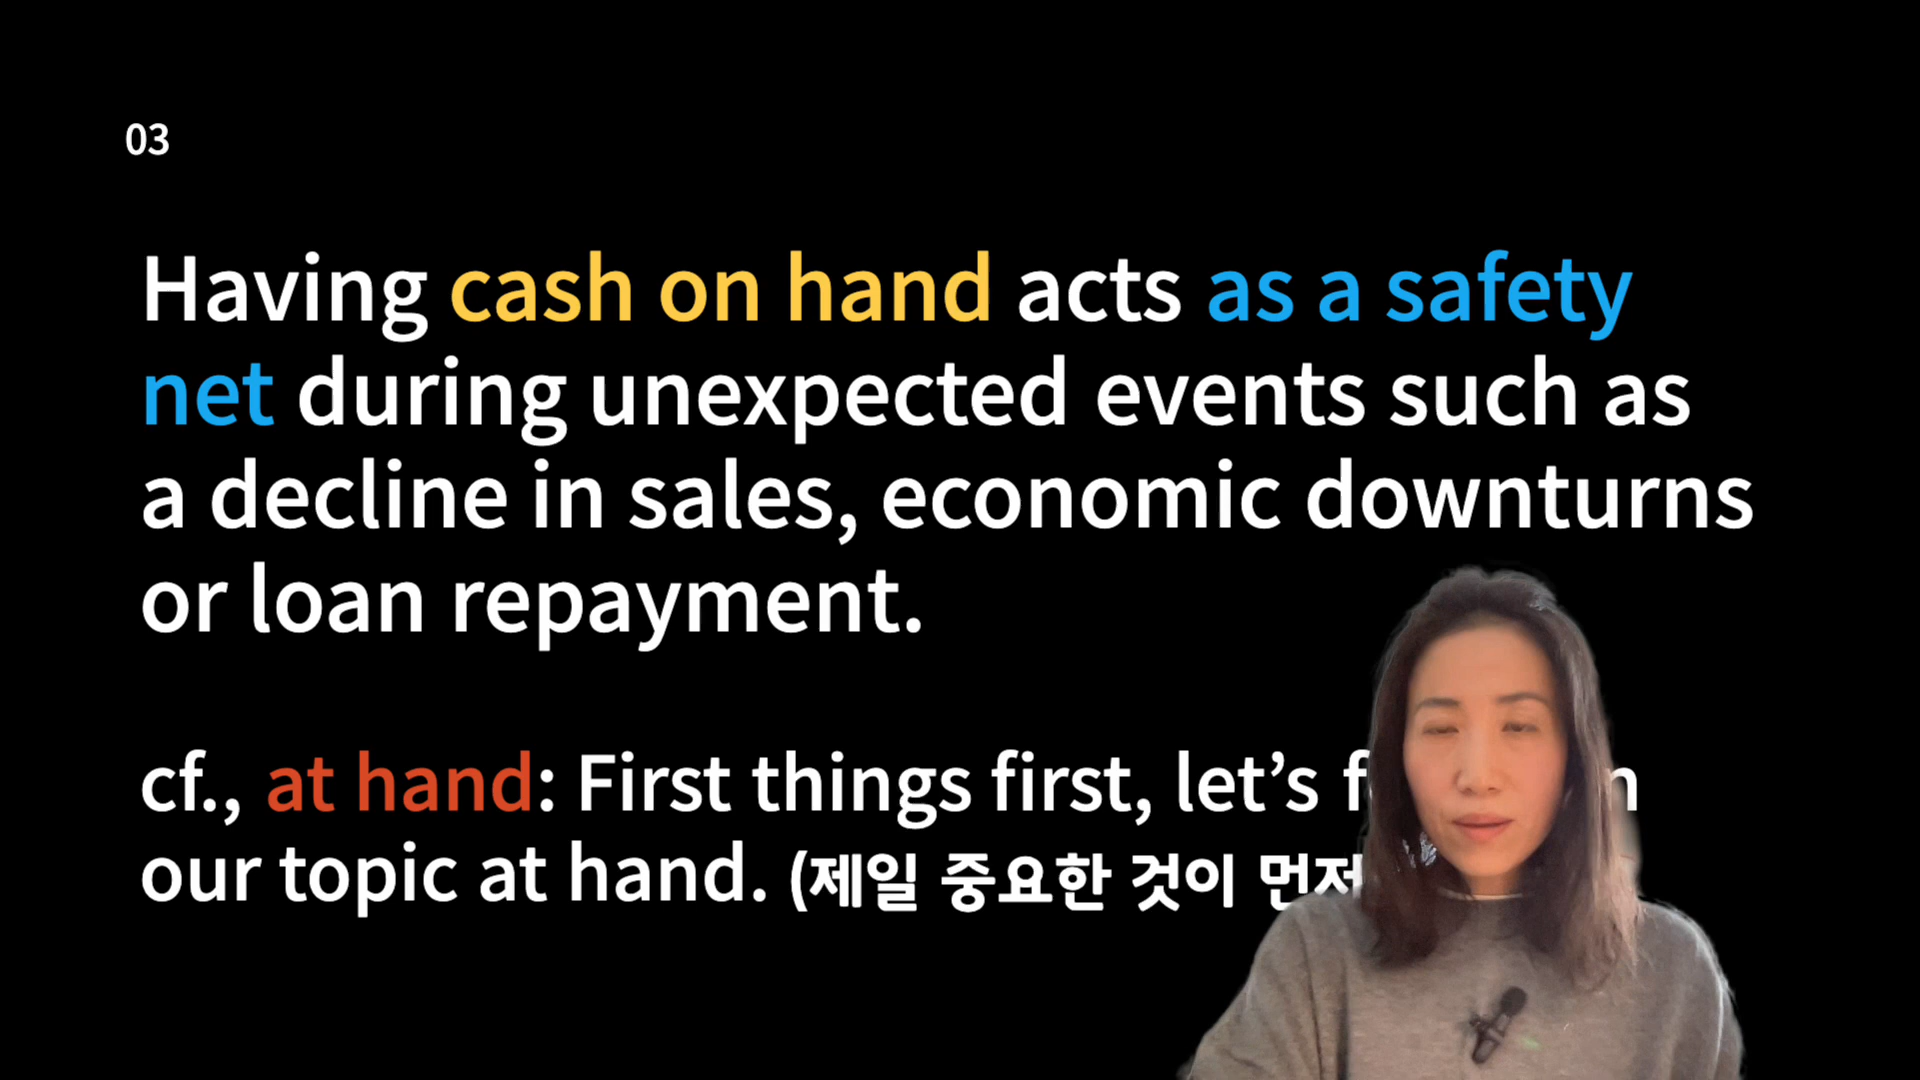 03
Having cash on hand acts as a safety
net during unexpected events such as
a decline in sales, economic downturns
or loan repayment.
cf., at hand: First things first, let’s
our topic at hand. (제일 중요한 것이 먼저